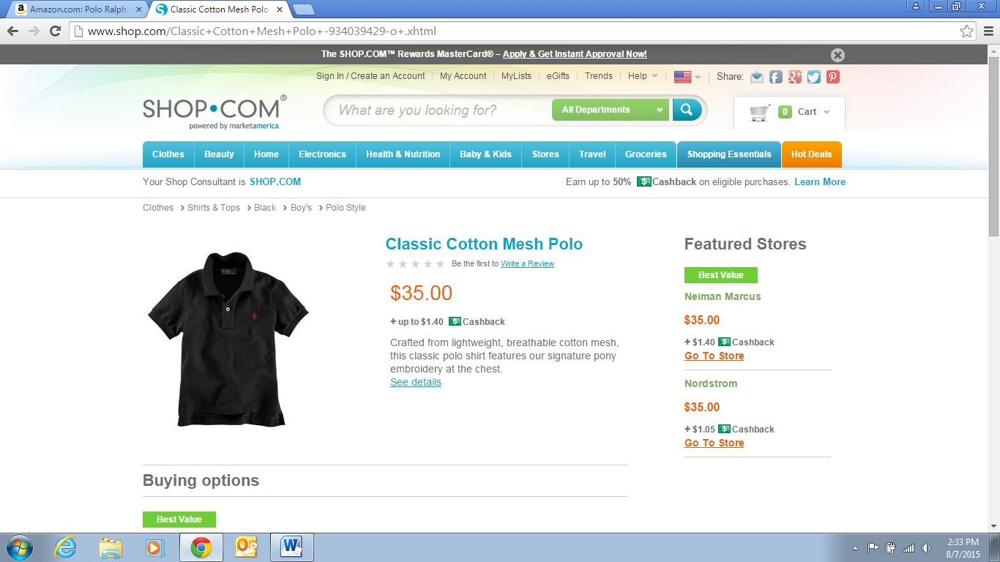 Amazon.com: Polo Ralph
Classic Cotton Mesh Polo
www.shop.com/Classic+Cotton+Mesh+Polo+-934039429-o+.xhtml
The SHOP.COM™ Rewards MasterCard® – Apply & Get Instant Approval Now!
Sign In / Create an Account My Account MyLists eGifts Trends Help Share:
SHOP•COM®
powered by marketamerica
What are you looking for? All Departments
0 Cart
Clothes Beauty Home Electronics Health & Nutrition Baby & Kids Stores Travel Groceries Shopping Essentials Hot Deals
Your Shop Consultant is SHOP.COM
Earn up to 50% $ Cashback on eligible purchases. Learn More
Clothes > Shirts & Tops > Black > Boy's > Polo Style
Classic Cotton Mesh Polo
Be the first to Write a Review
$35.00
+ up to $1.40 $ Cashback
Crafted from lightweight, breathable cotton mesh,
this classic polo shirt features our signature pony
embroidery at the chest.
See details
Featured Stores
Best Value
Neiman Marcus
$35.00
+ $1.40 $ Cashback
Go To Store
Nordstrom
$35.00
+ $1.05 $ Cashback
Go To Store
Buying options
Best Value
2:33 PM
8/7/2015